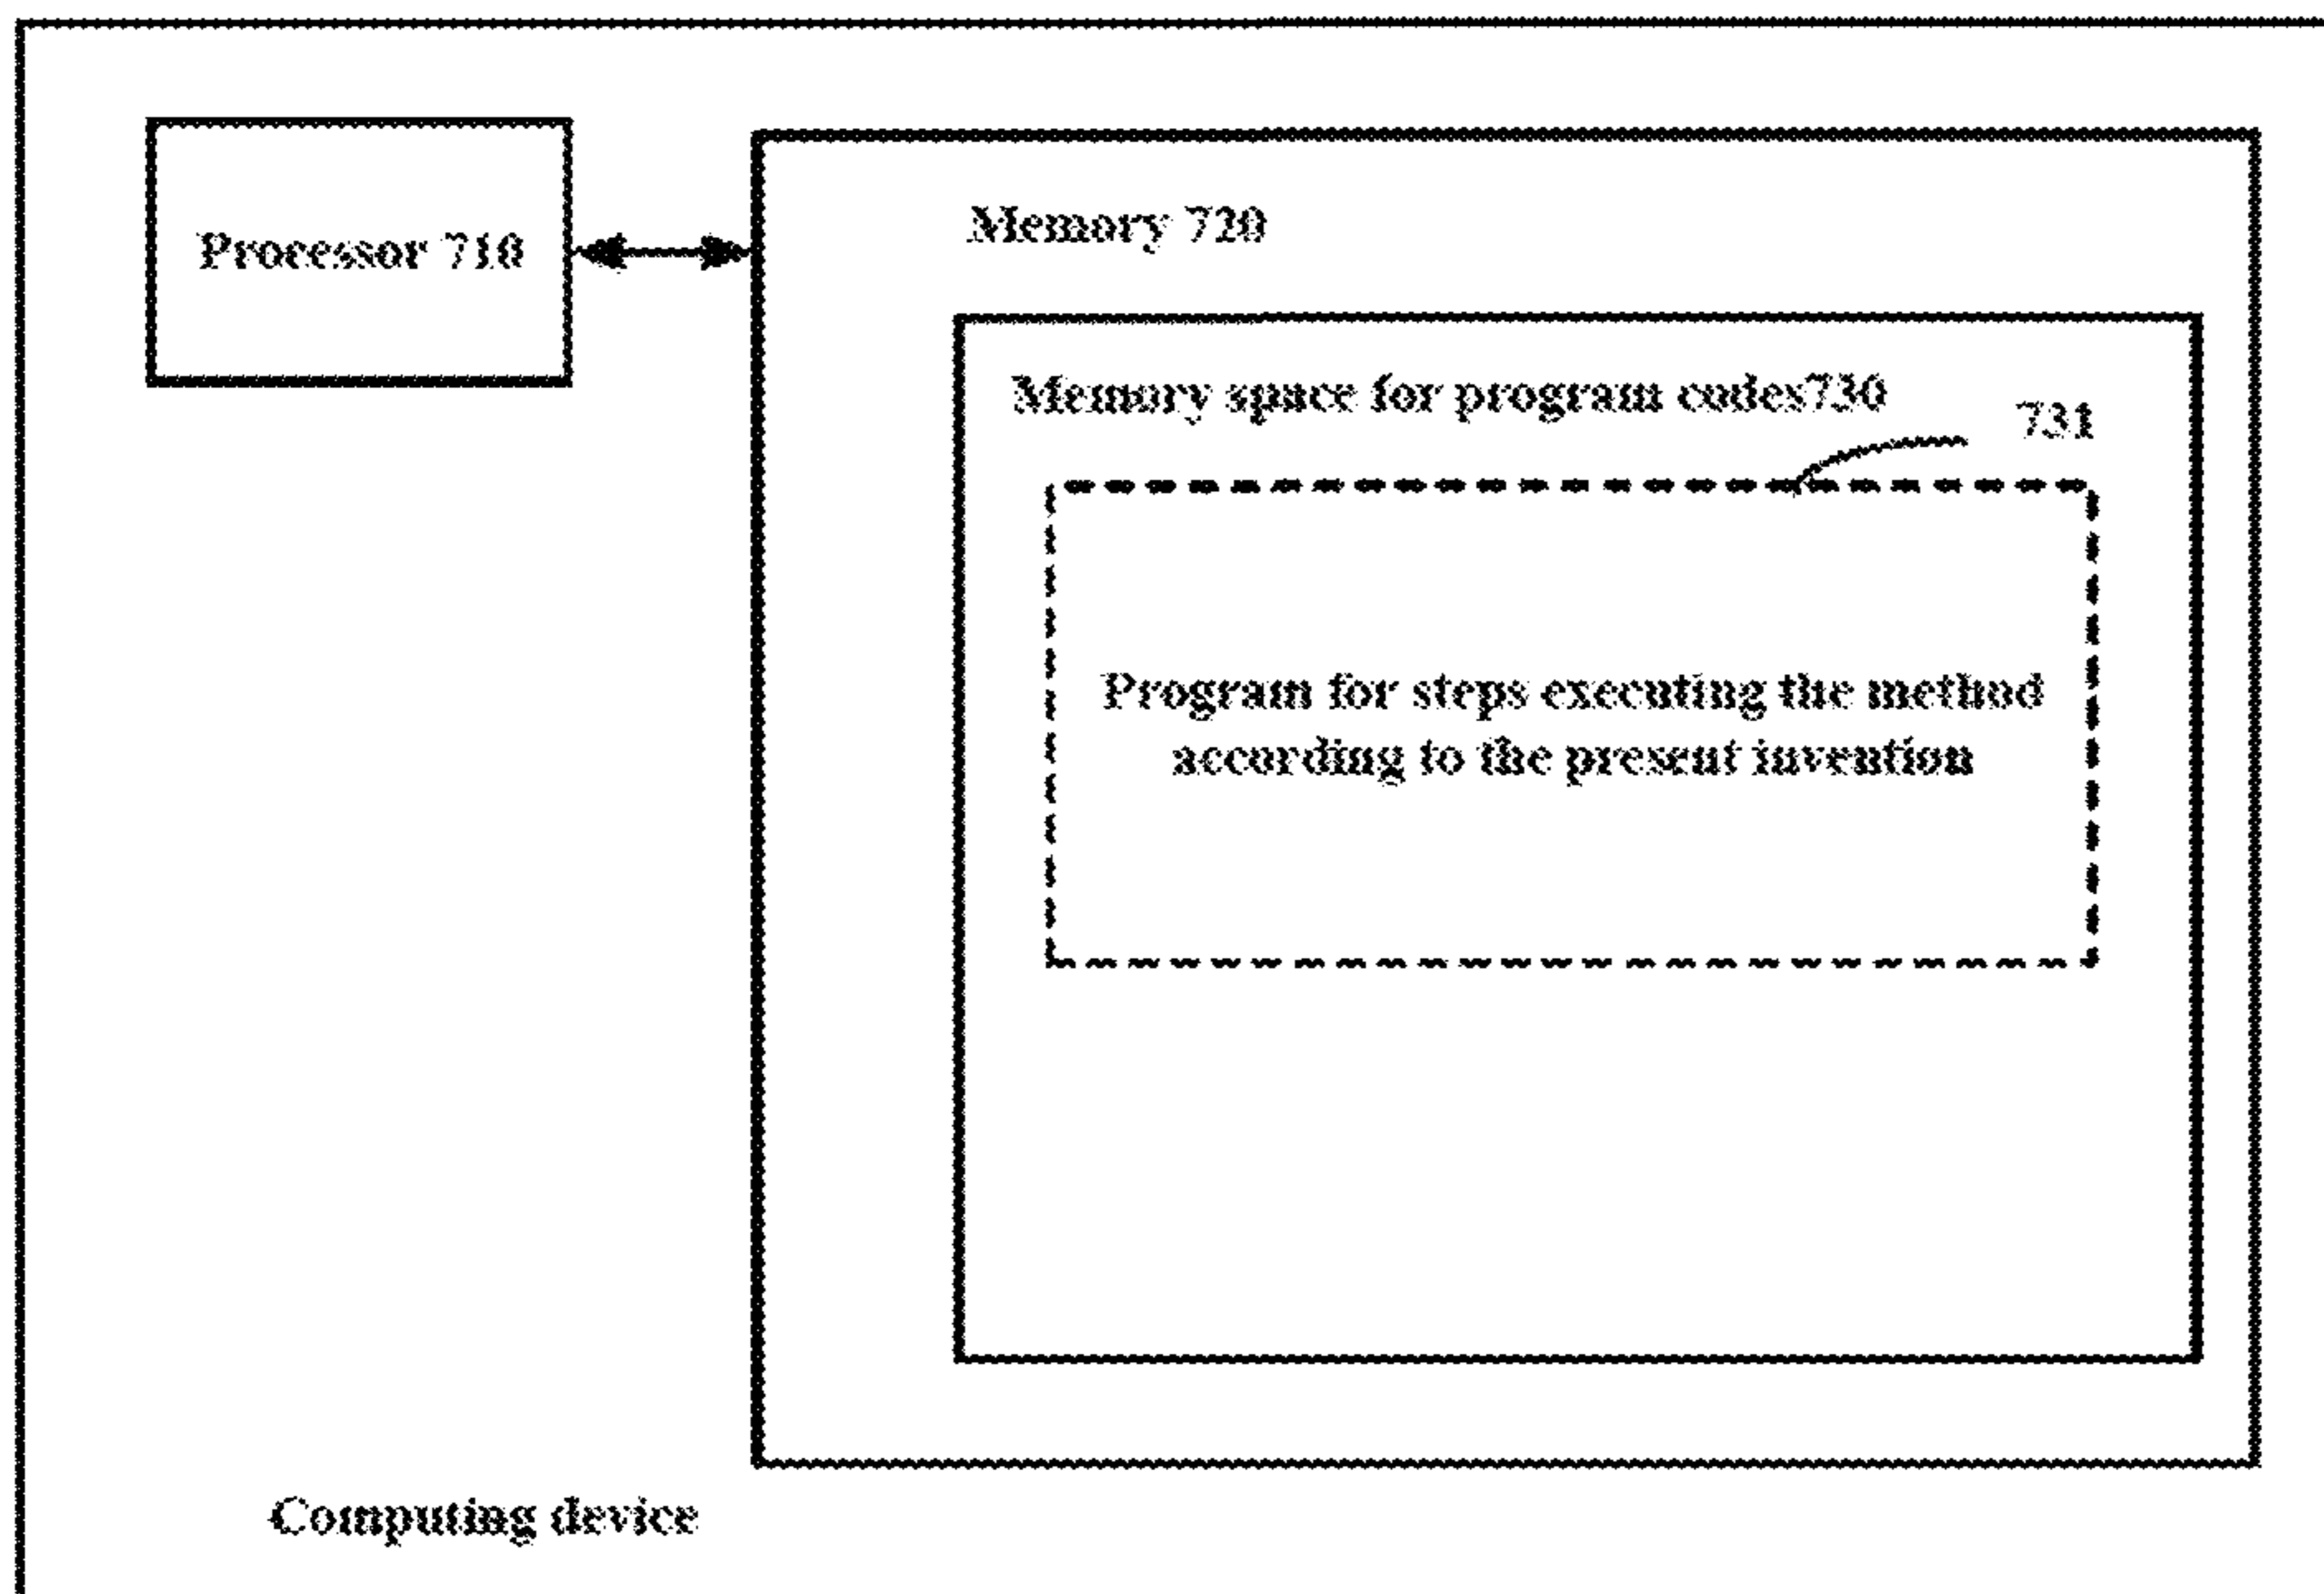 Processor 710
Memory 720
Memory space for program codes730
731
Program for steps executing the method
according to the present invention
Computing device